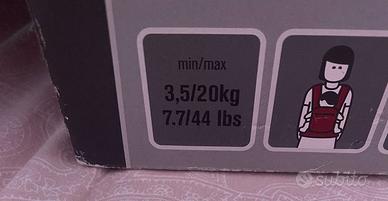 min/max
3,5/20kg
7.7/44 lbs
subito